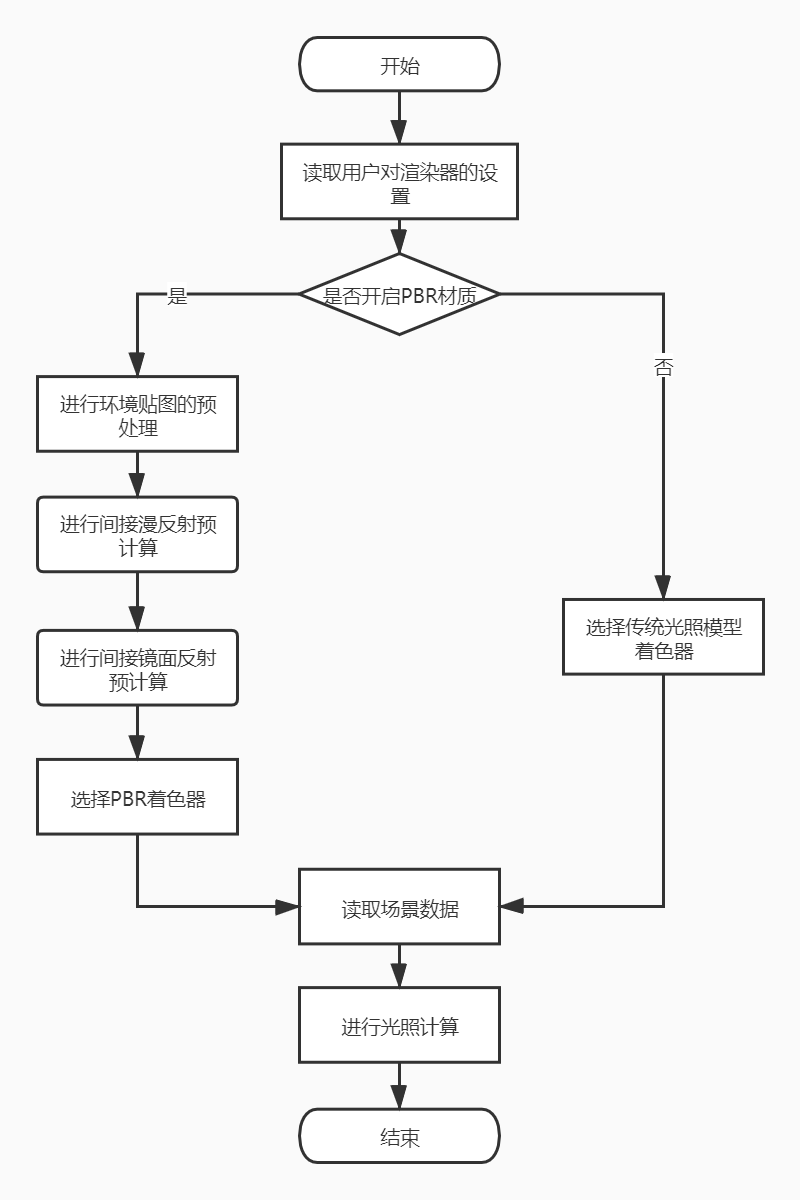 开始
读取用户对渲染器的设
置
是否开启PBR材质
是
否
进行环境贴图的预
处理
进行间接漫反射预
计算
进行间接镜面反射
预计算
选择传统光照模型
着色器
选择PBR着色器
读取场景数据
进行光照计算
结束